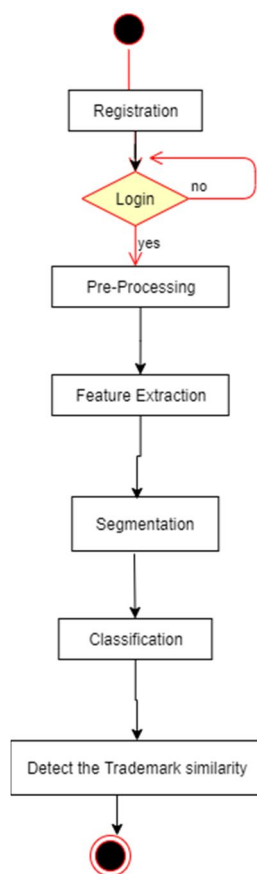 Registration
Login
no
yes
Pre-Processing
Feature Extraction
Segmentation
Classification
Detect the Trademark similarity